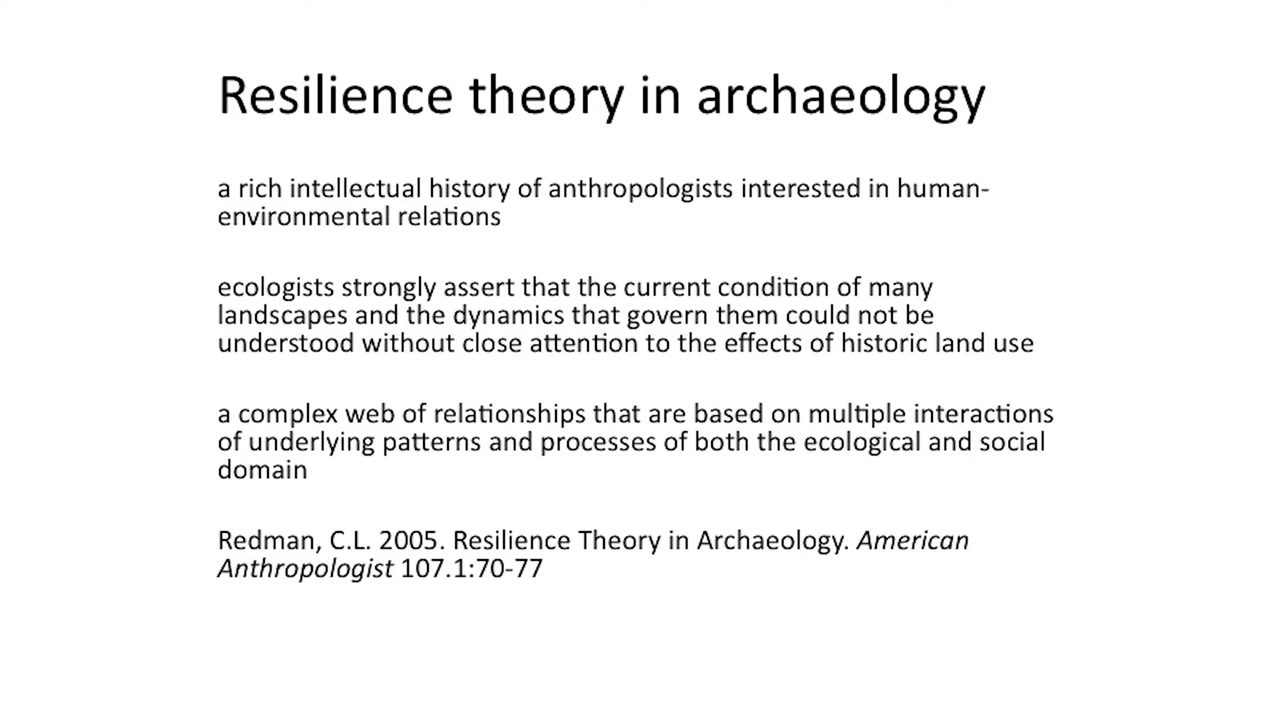 Resilience theory in archaeology
a rich intellectual history of anthropologists interested in human-
environmental relations
ecologists strongly assert that the current condition of many
landscapes and the dynamics that govern them could not be
understood without close attention to the effects of historic land use
a complex web of relationships that are based on multiple interactions
of underlying patterns and processes of both the ecological and social
domain
Redman, C.L. 2005. Resilience Theory in Archaeology. American
Anthropologist 107.1:70-77